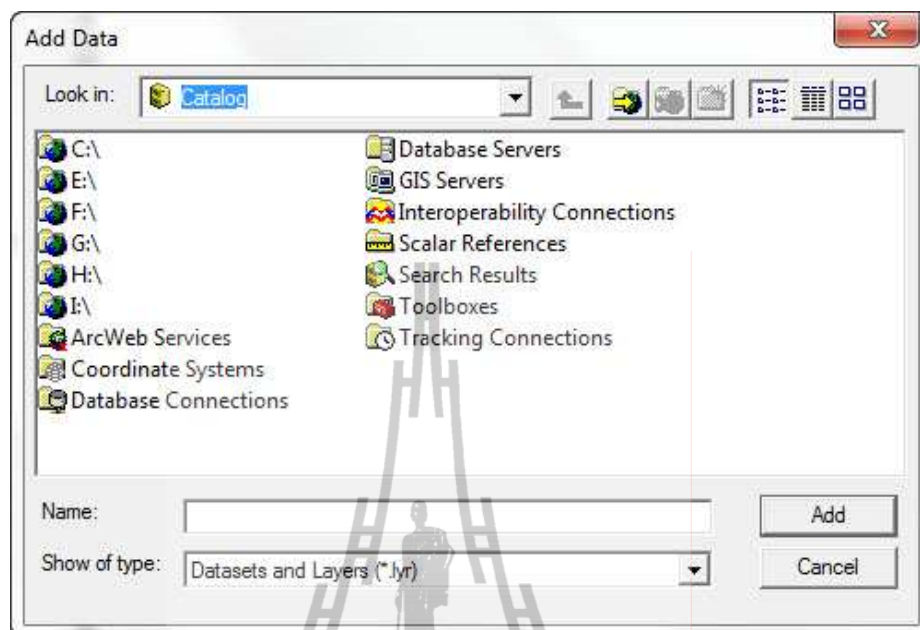 Add Data
Look in: Catalog
C:\
E:\
F:\
G:\
H:\
I:\
ArcWeb Services
Coordinate Systems
Database Connections
Database Servers
GIS Servers
Interoperability Connections
Scalar References
Search Results
Toolboxes
Tracking Connections
Name:
Add
Show of type: Datasets and Layers (*.lyr)
Cancel